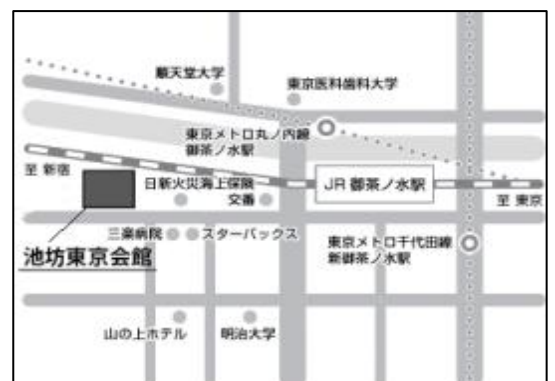 順天堂大学
東京医科歯科大学
東京メトロ丸ノ内線
御茶ノ水駅
至 新宿
日新火災海上保険
交番
JR 御茶ノ水駅
至 東京
三楽病院
スターバックス
池坊東京会館
東京メトロ千代田線
新御茶ノ水駅
山の上ホテル
明治大学